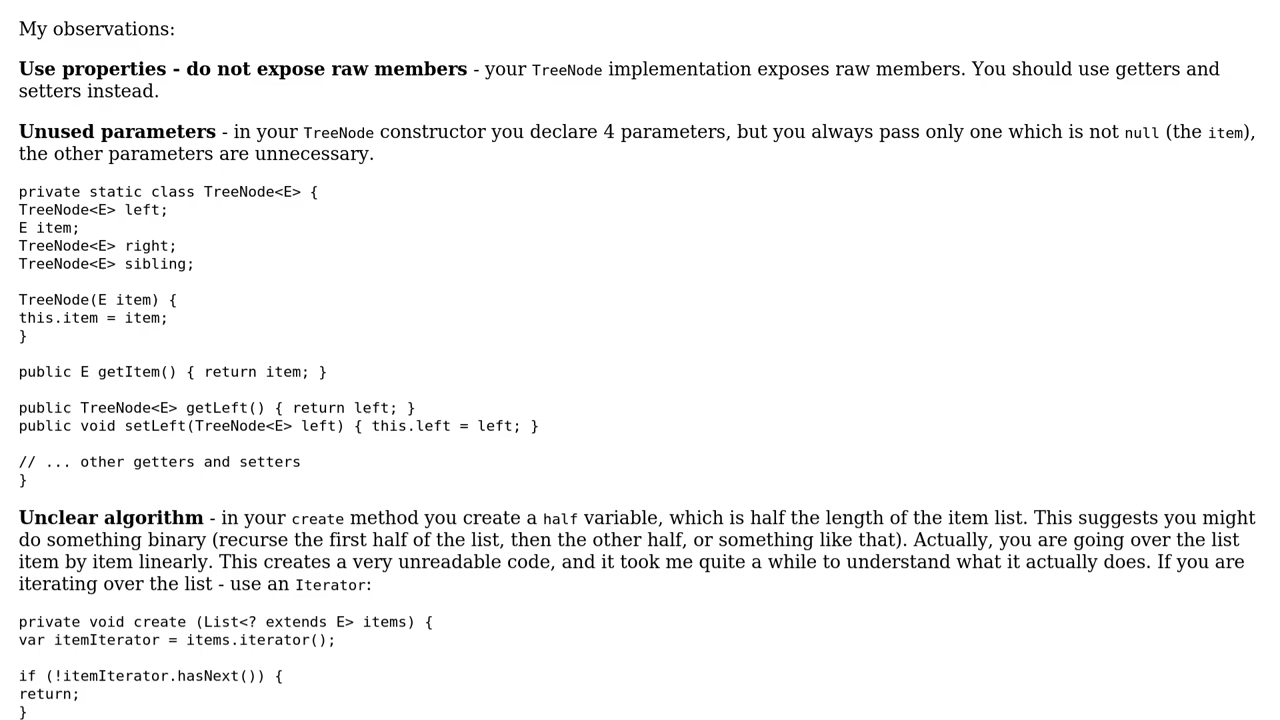 My observations:
Use properties - do not expose raw members - your TreeNode implementation exposes raw members. You should use getters and
setters instead.
Unused parameters - in your TreeNode constructor you declare 4 parameters, but you always pass only one which is not null (the item),
the other parameters are unnecessary.
private static class TreeNode<E> {
TreeNode<E> left;
E item;
TreeNode<E> right;
TreeNode<E> sibling;
TreeNode(E item) {
this.item = item;
}
public E getItem() { return item; }
public TreeNode<E> getLeft() { return left; }
public void setLeft(TreeNode<E> left) { this.left = left; }
// ... other getters and setters
}
Unclear algorithm - in your create method you create a half variable, which is half the length of the item list. This suggests you might
do something binary (recurse the first half of the list, then the other half, or something like that). Actually, you are going over the list
item by item linearly. This creates a very unreadable code, and it took me quite a while to understand what it actually does. If you are
iterating over the list - use an Iterator:
private void create (List<? extends E> items) {
var itemIterator = items.iterator();
if (!itemIterator.hasNext()) {
return;
}